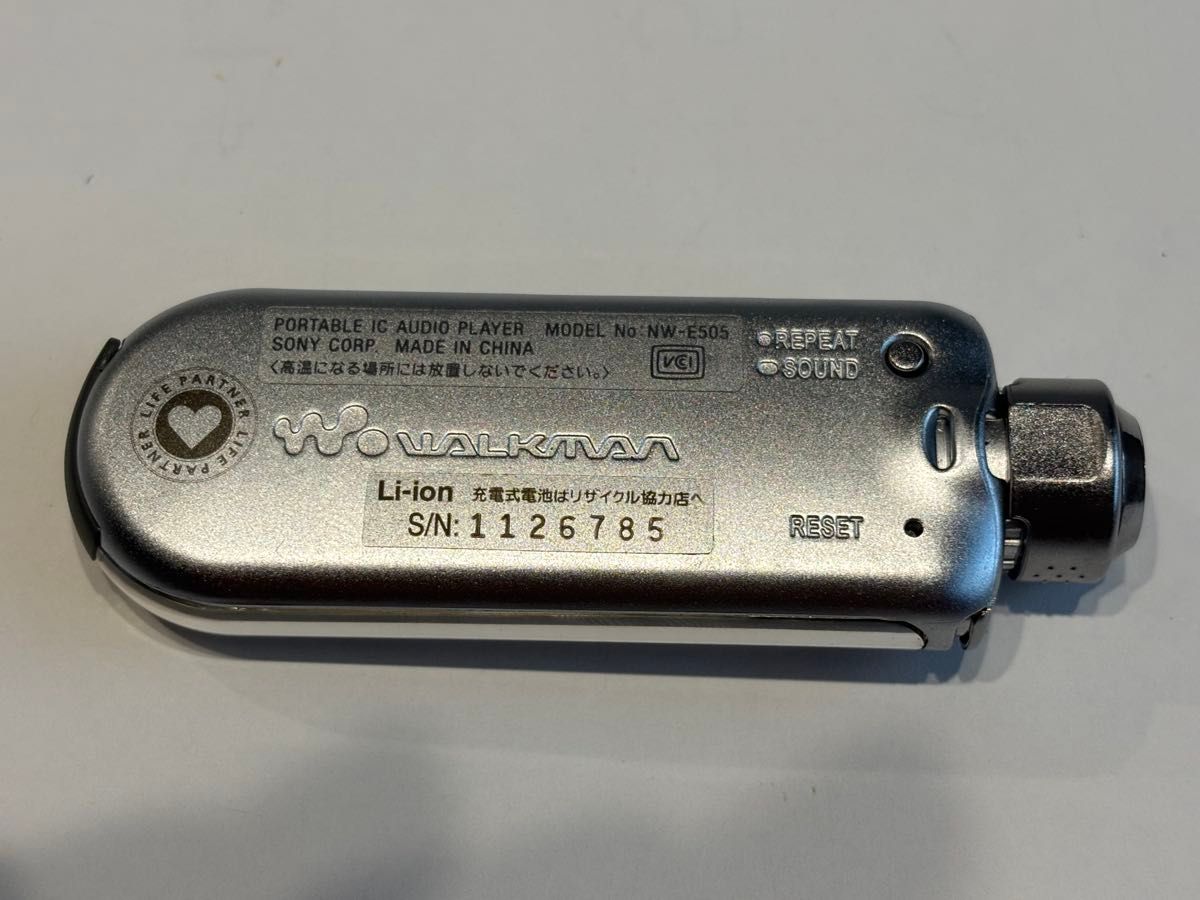 PORTABLE IC AUDIO PLAYER MODEL No. NW-E505
SONY CORP. MADE IN CHINA
〈高温になる場所には放置しないでください。〉
VCI
REPEAT
SOUND
LIFE PARTNER LIFE PARTNER
WALKMAN
Li-ion 充電式電池はリサイクル協力店へ
S/N: 1126785
RESET